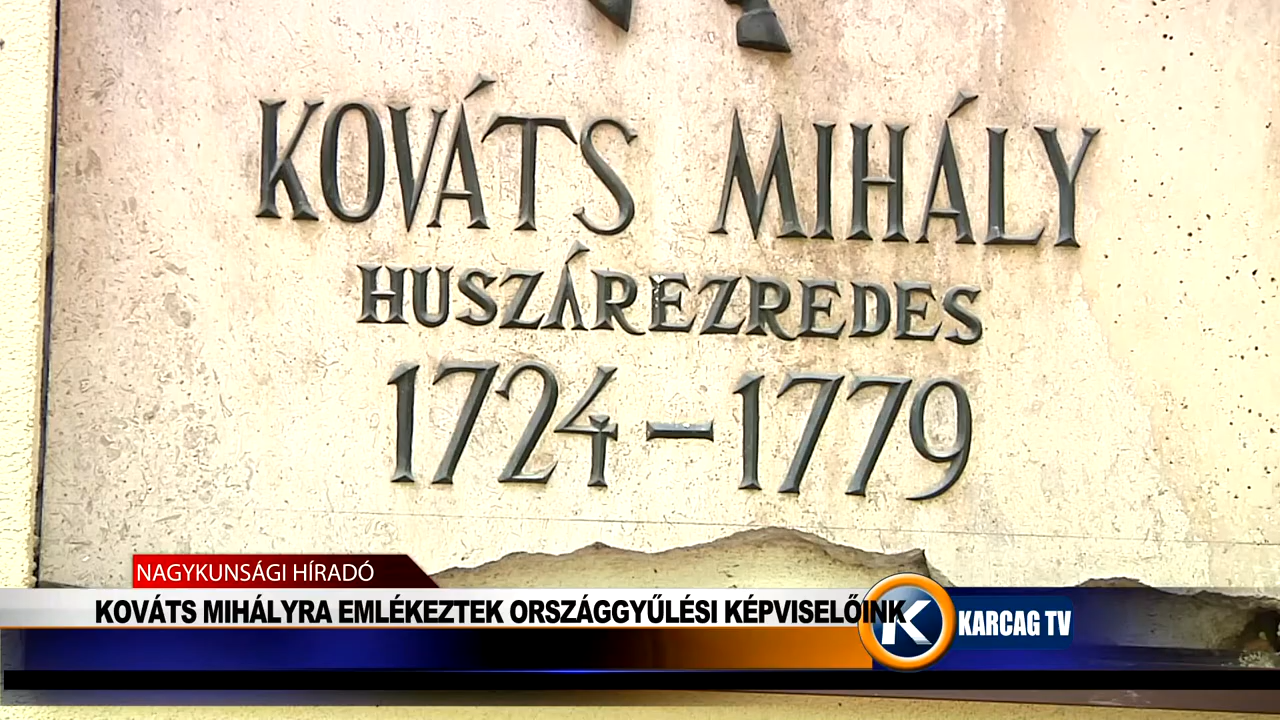 KOVÁTS MIHÁLY
HUSZÁREZREDES
1724-1779
NAGYKUNSÁGI HÍRADÓ
KOVÁTS MIHÁLYRA EMLÉKEZTEK ORSZÁGGYŰLÉSI KÉPVISELŐINK
K KARCAG TV